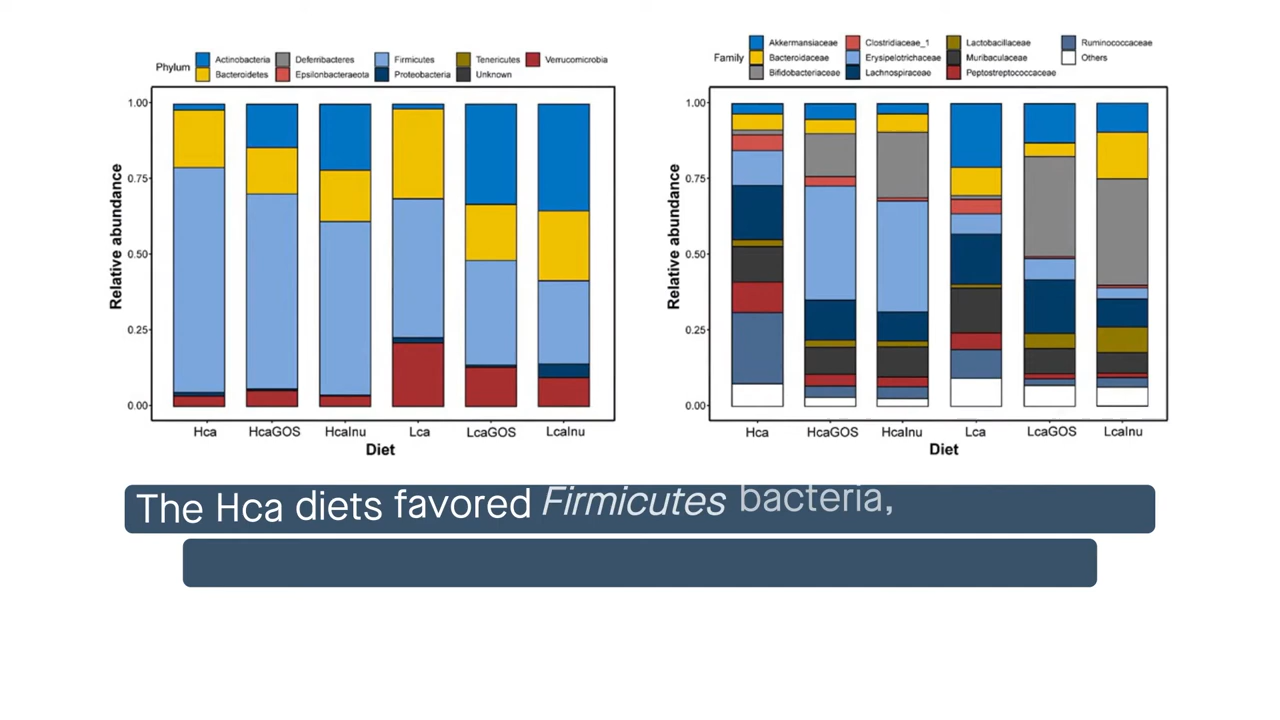 Phylum
Actinobacteria Deferribacteres Firmicutes Tenericutes Verrucomicrobia
Bacteroidetes Epsilonbacteraeota Proteobacteria Unknown
Relative abundance
1.00
0.75
0.50
0.25
0.00
Hca HcaGOS HcaInu Lca LcaGOS LcaInu
Diet
Family
Akkermansiaceae Clostridiaceae_1 Lactobacillaceae Ruminococcaceae
Bacteroidaceae Erysipelotrichaceae Muribaculaceae Others
Bifidobacteriaceae Lachnospiraceae Peptostreptococcaceae
Relative abundance
1.00
0.75
0.50
0.25
0.00
Hca HcaGOS HcaInu Lca LcaGOS LcaInu
Diet
The Hca diets favored Firmicutes bacteria,